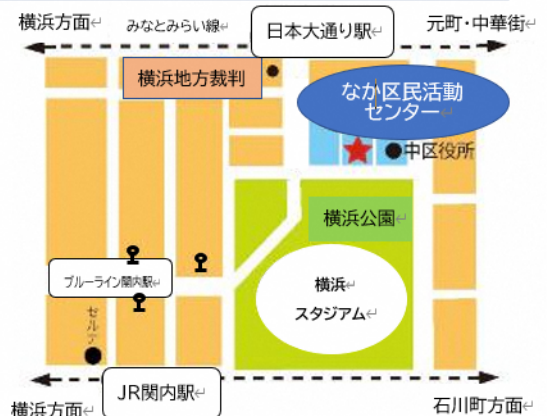 横浜方面
みなとみらい線
日本大通り駅
元町・中華街
横浜地方裁判
なか区民活動
センター
中区役所
横浜公園
横浜
スタジアム
ブルーライン関内駅
セルテ
JR関内駅
横浜方面
石川町方面